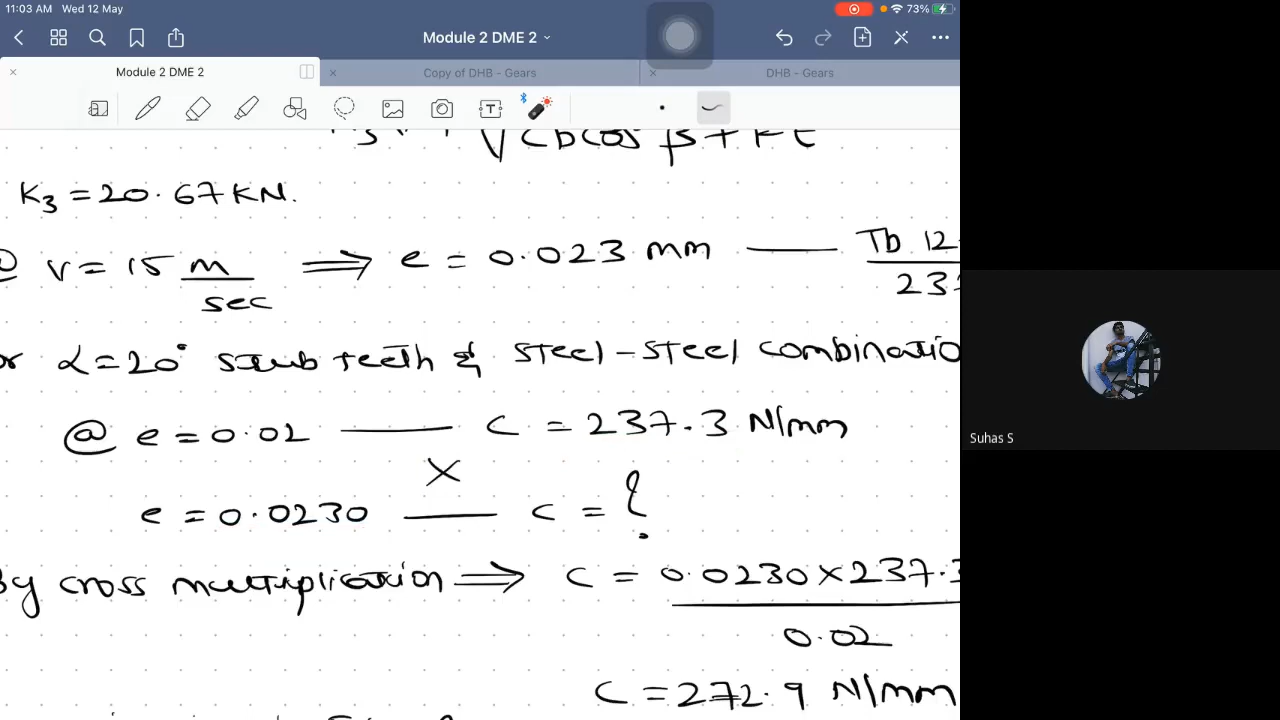 11:03 AM Wed 12 May
73%
Module 2 DME 2
Module 2 DME 2
Copy of DHB - Gears
DHB - Gears
√Cbcos β+Ft
K3 = 20.67KN.
v = 15 m/sec ⟹ e = 0.023 mm — Tb 12
23
α=20° stub teeth & steel-steel combinatio
@ e = 0.02 — C = 237.3 N/mm
X
e = 0.0230 — C = ?
By cross multiplication ⟹ C = 0.0230×237.3
0.02
C = 272.9 N/mm
Suhas S